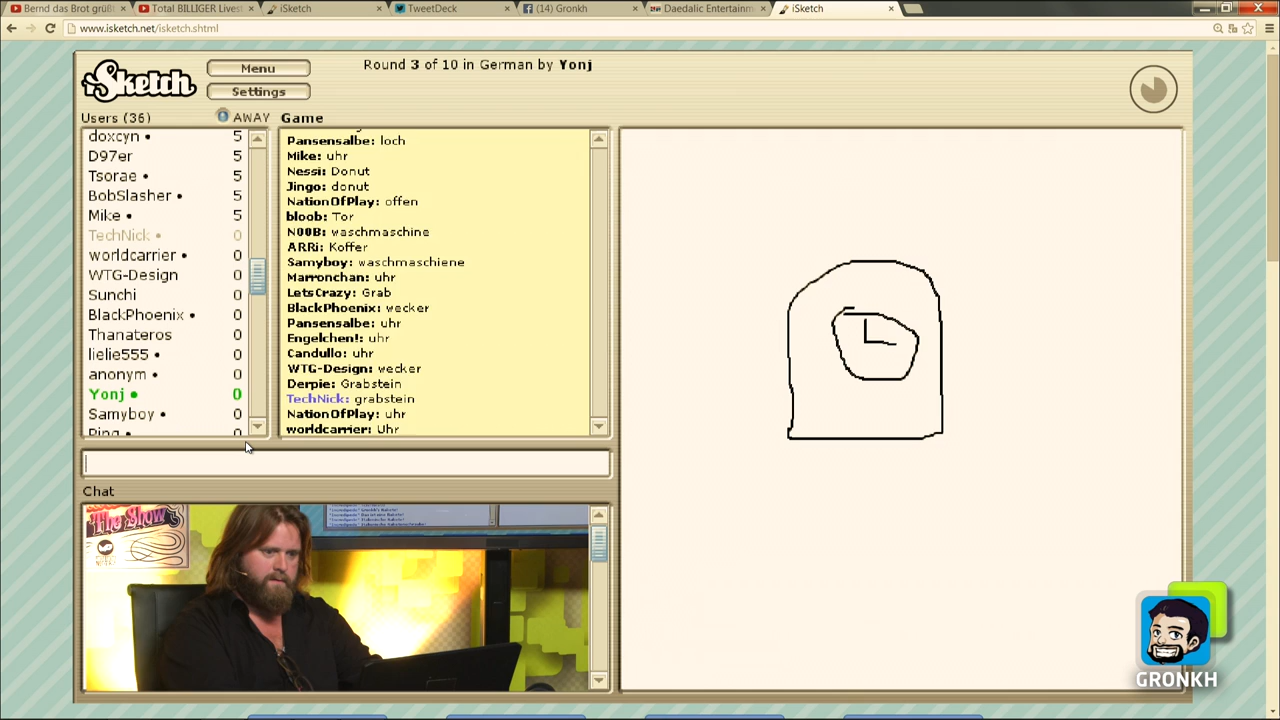 Bernd das Brot grüß
Total BILLIGER Livest
iSketch
TweetDeck
(14) Gronkh
Daedalic Entertainm
iSketch
www.isketch.net/isketch.shtml
iSketch
Menu
Settings
Round 3 of 10 in German by Yonj
Users (36)
AWAY
Game
doxcyn • 5
D97er 5
Tsorae • 5
BobSlasher • 5
Mike • 5
TechNick • 0
worldcarrier • 0
WTG-Design 0
Sunchi 0
BlackPhoenix • 0
Thanateros 0
lielie555 • 0
anonym • 0
Yonj • 0
Samyboy • 0
Pansensalbe: loch
Mike: uhr
Nessi: Donut
Jingo: donut
NationOfPlay: offen
bloob: Tor
N00B: waschmaschine
ARRi: Koffer
Samyboy: waschmaschiene
Marronchan: uhr
LetsCrazy: Grab
BlackPhoenix: wecker
Pansensalbe: uhr
Engelchen!: uhr
Candullo: uhr
WTG-Design: wecker
Derpie: Grabstein
TechNick: grabstein
NationOfPlay: uhr
worldcarrier: Uhr
Chat
The Show
GRONKH